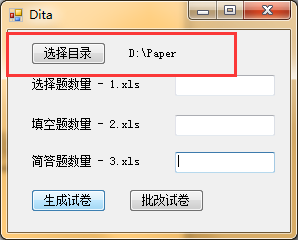 Dita
选择目录 D:\Paper
选择题数量 - 1.xls
填空题数量 - 2.xls
简答题数量 - 3.xls
生成试卷 批改试卷